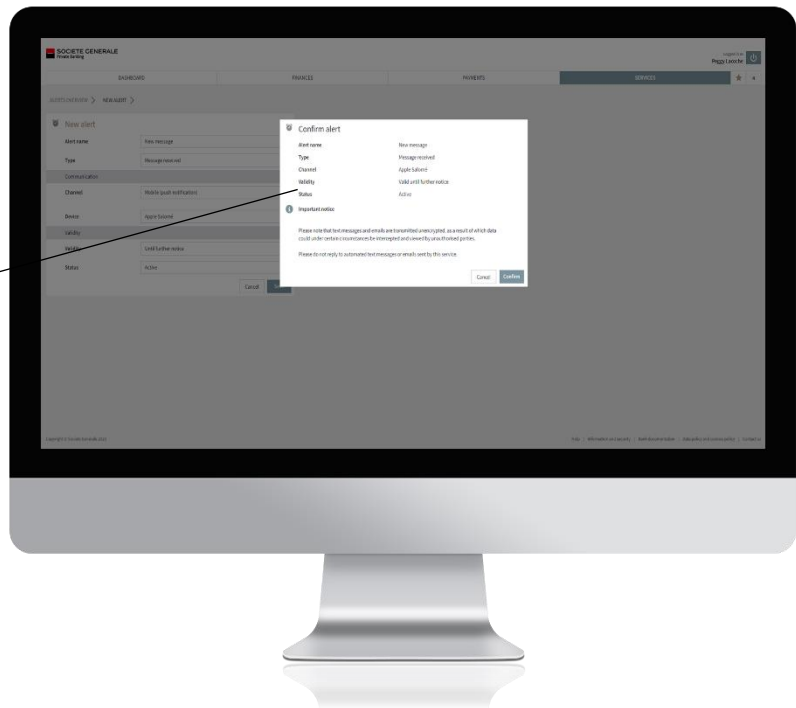 SOCIETE GENERALE
Private Banking
Peggy Laroche
DASHBOARD
FINANCES
PAYMENTS
SERVICES
ALERTS OVERVIEW > NEW ALERT >
New alert
Alert name New message
Type Message received
Communication
Channel Mobile (push notification)
Device Apple Salomé
Validity
Validity Until further notice
Status Active
Cancel
Confirm alert
Alert name New message
Type Message received
Channel Apple Salomé
Validity Valid until further notice
Status Active
Important notice
Please note that text messages and emails are transmitted unencrypted, as a result of which data
could under certain circumstances be intercepted and viewed by unauthorised parties.
Please do not reply to automated text messages or emails sent by this service.
Cancel Confirm